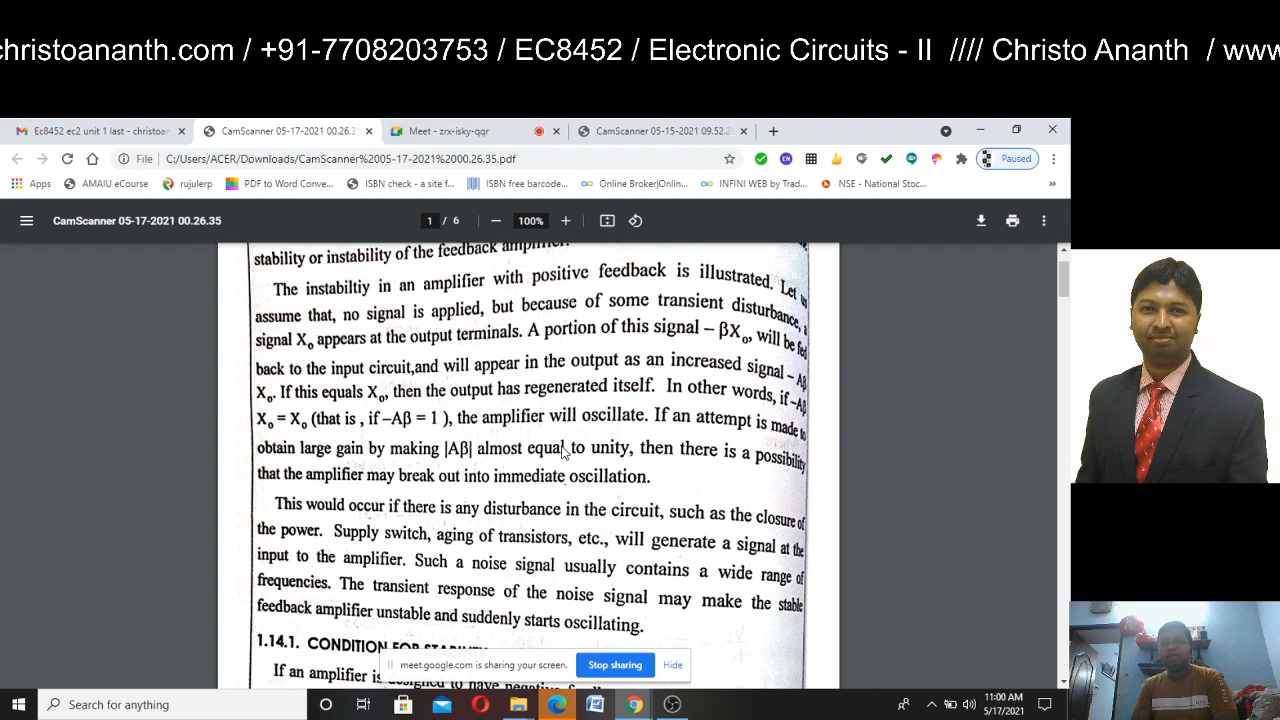 christoananth.com / +91-7708203753 / EC8452 / Electronic Circuits - II //// Christo Ananth / www
Ec8452 ec2 unit 1 last - christoan
CamScanner 05-17-2021 00.26.3
Meet - zrx-isky-qqr
CamScanner 05-15-2021 09.52.2
File C:/Users/ACER/Downloads/CamScanner%2005-17-2021%2000.26.35.pdf
EN
Paused
Apps AMAIU eCourse rujulerp PDF to Word Conve... ISBN check - a site f... ISBN free barcode... Online Broker|Onlin... INFINI WEB by Trad... NSE - National Stoc... »
CamScanner 05-17-2021 00.26.35
1 / 6 − 100% +
stability or instability of the feedback amplifier.
The instabiltiy in an amplifier with positive feedback is illustrated. Let us
assume that, no signal is applied, but because of some transient disturbance, a
signal Xₒ appears at the output terminals. A portion of this signal – βXₒ, will be fed
back to the input circuit,and will appear in the output as an increased signal – Aβ
Xₒ. If this equals Xₒ, then the output has regenerated itself. In other words, if –Aβ
Xₒ = Xₒ (that is , if –Aβ = 1 ), the amplifier will oscillate. If an attempt is made to
obtain large gain by making |Aβ| almost equal to unity, then there is a possibility
that the amplifier may break out into immediate oscillation.
This would occur if there is any disturbance in the circuit, such as the closure of
the power. Supply switch, aging of transistors, etc., will generate a signal at the
input to the amplifier. Such a noise signal usually contains a wide range of
frequencies. The transient response of the noise signal may make the stable
feedback amplifier unstable and suddenly starts oscillating.
1.14.1. CONDITION FOR STABILITY
If an amplifier is designed to have negative
meet.google.com is sharing your screen. Stop sharing Hide
Search for anything
11:00 AM
5/17/2021